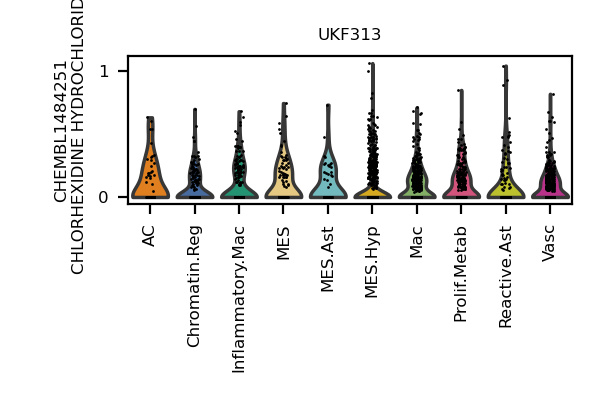 UKF313
CHEMBL1484251
CHLORHEXIDINE HYDROCHLORID
1
0
AC
Chromatin.Reg
Inflammatory.Mac
MES
MES.Ast
MES.Hyp
Mac
Prolif.Metab
Reactive.Ast
Vasc